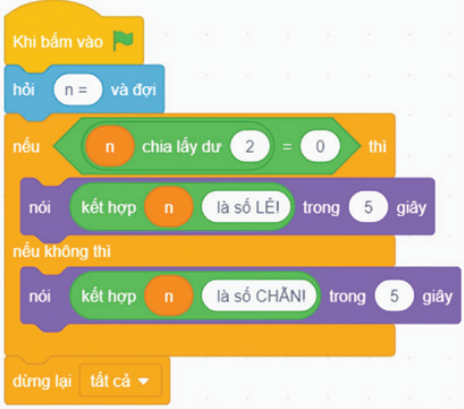 Khi bấm vào
hỏi n = và đợi
nếu n chia lấy dư 2 = 0 thì
nói kết hợp n là số LẺ! trong 5 giây
nếu không thì
nói kết hợp n là số CHẴN! trong 5 giây
dừng lại tất cả